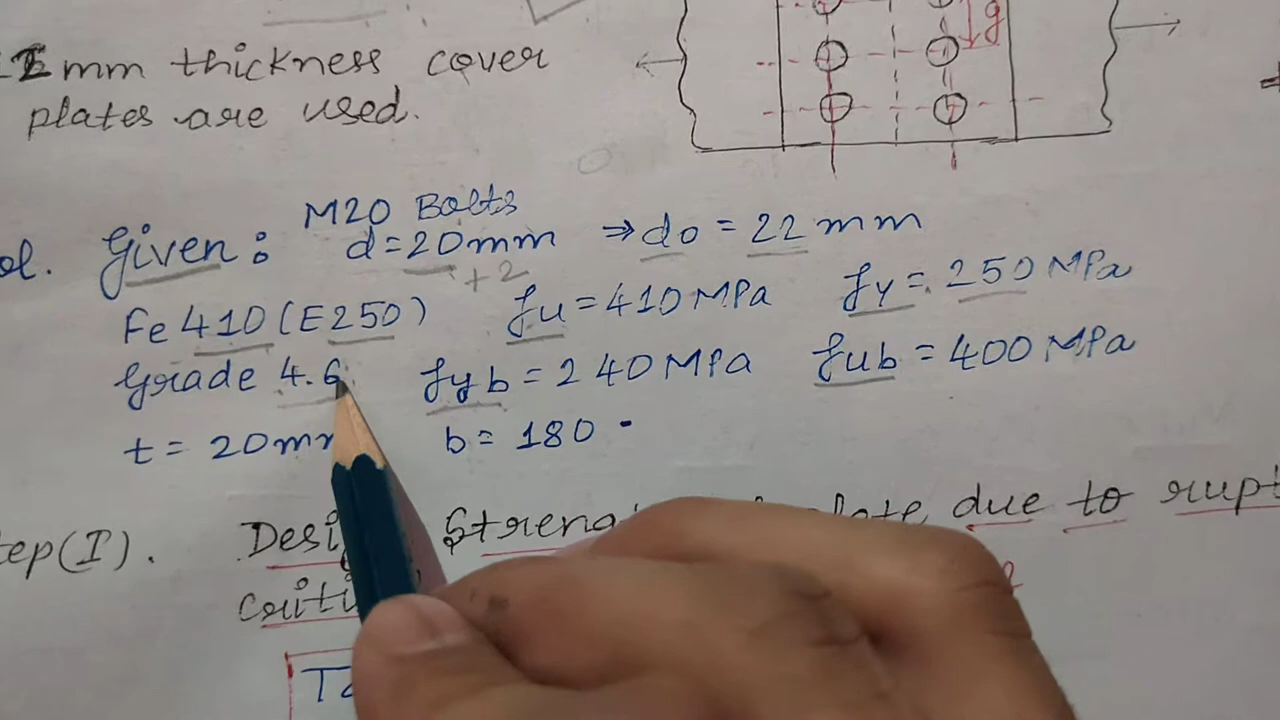 mm thickness cover
plates are used.
g
M20 Bolts
Given : d = 20mm ⇒ do = 22 mm
+2
Fe 410 (E250) fu = 410 MPa fy = 250 MPa
Grade 4.6 fyb = 240 MPa fub = 400 MPa
t = 20 b = 180
(I). due to